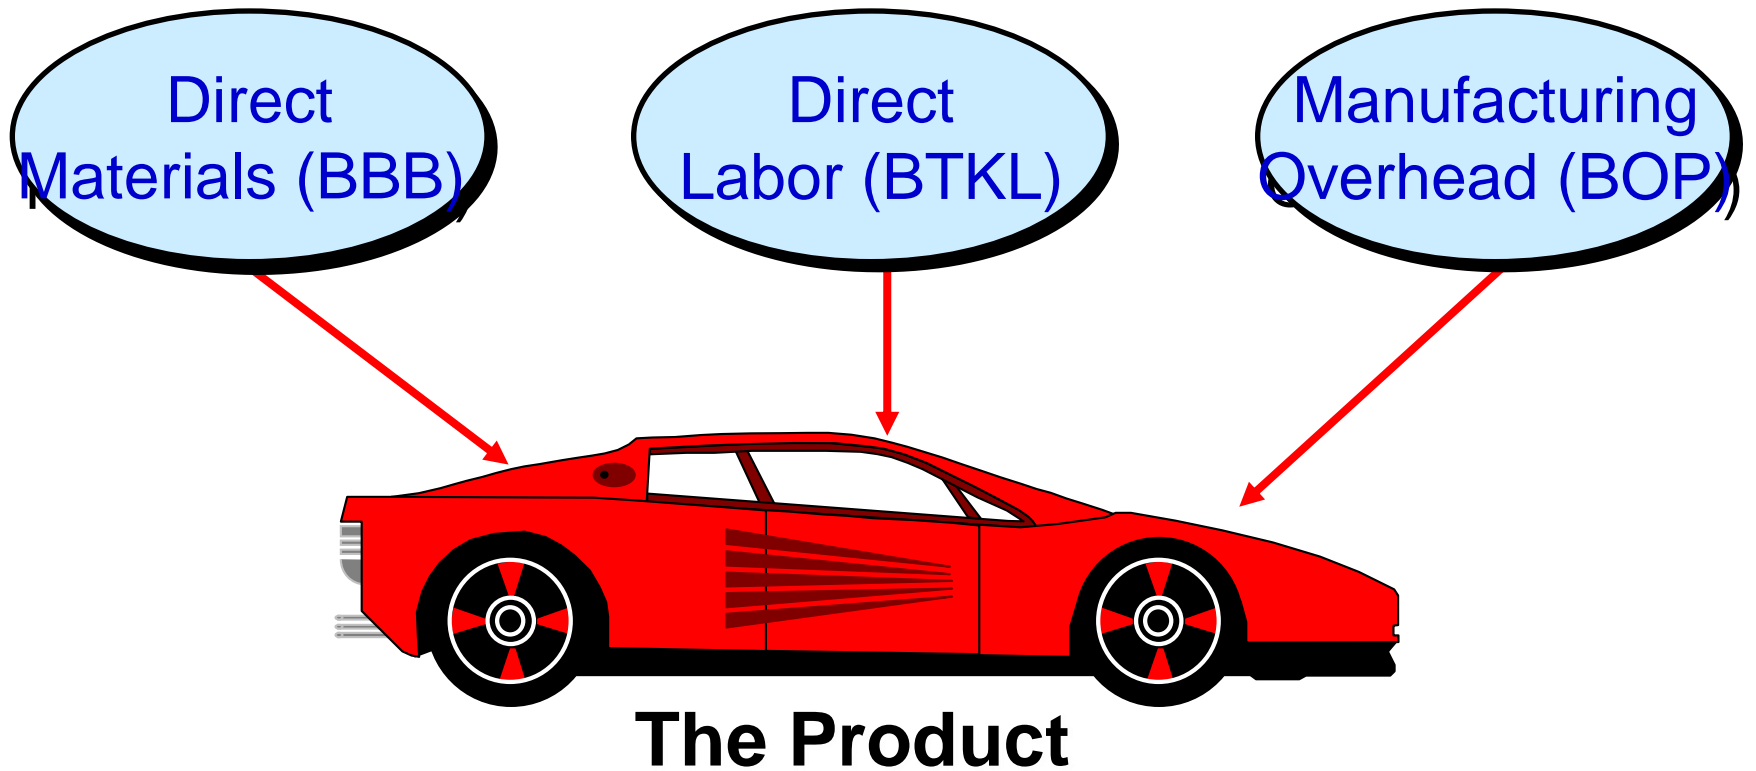 Direct
Materials (BBB)
Direct
Labor (BTKL)
Manufacturing
Overhead (BOP)
The Product